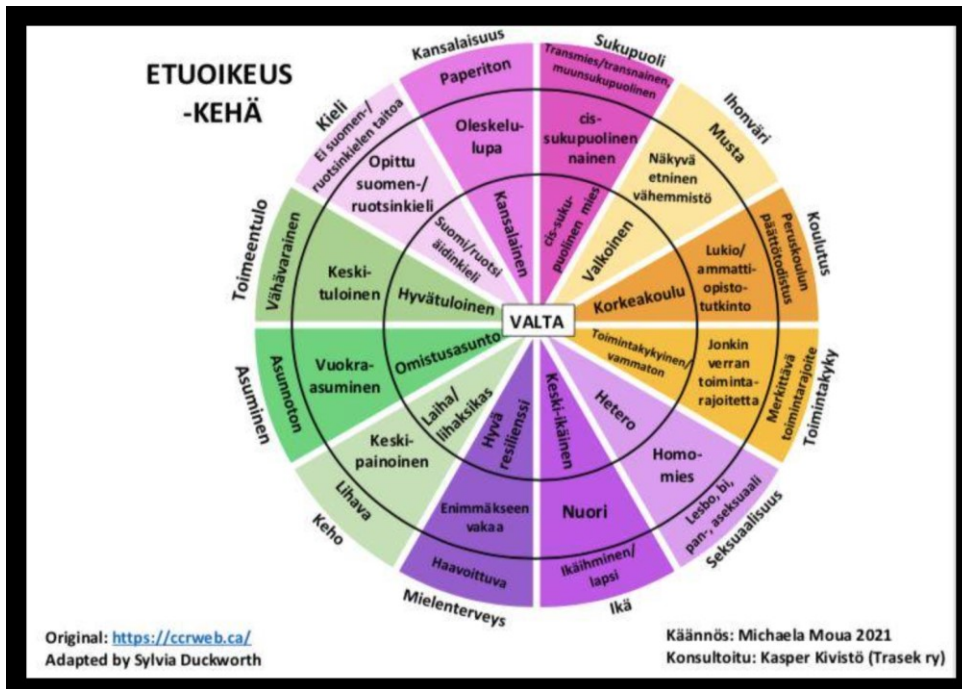 ETUOIKEUS
-KEHÄ
Kansalaisuus
Paperiton
Oleskelu-
lupa
Kansalainen
Sukupuoli
Transmies/transnainen,
muunsukupuolinen
cis-
sukupuolinen
nainen
cis-suku-
puolinen mies
Ihonväri
Musta
Näkyvä
etninen
vähemmistö
Valkoinen
Koulutus
Peruskoulun
päättötodistus
Lukio/
ammatti-
opisto-
tutkinto
Korkeakoulu
Toimintakyky
Merkittävä
toimintarajoite
Jonkin
verran
toiminta-
rajoitetta
Toimintakykyinen/
vammaton
Seksuaalisuus
Lesbo, bi,
pan-, aseksuaali
Homo-
mies
Hetero
Ikä
Ikäihminen/
lapsi
Nuori
Keski-ikäinen
Mielenterveys
Haavoittuva
Enimmäkseen
vakaa
Hyvä
resilienssi
Keho
Lihava
Keski-
painoinen
Laiha/
lihaksikas
Asuminen
Asunnoton
Vuokra-
asuminen
Omistusasunto
Toimeentulo
Vähävarainen
Keski-
tuloinen
Hyvätuloinen
Kieli
Ei suomen-/
ruotsinkielen taitoa
Opittu
suomen-/
ruotsinkieli
Suomi/ruotsi
äidinkieli
VALTA
Original: https://ccrweb.ca/
Adapted by Sylvia Duckworth
Käännös: Michaela Moua 2021
Konsultoitu: Kasper Kivistö (Trasek ry)